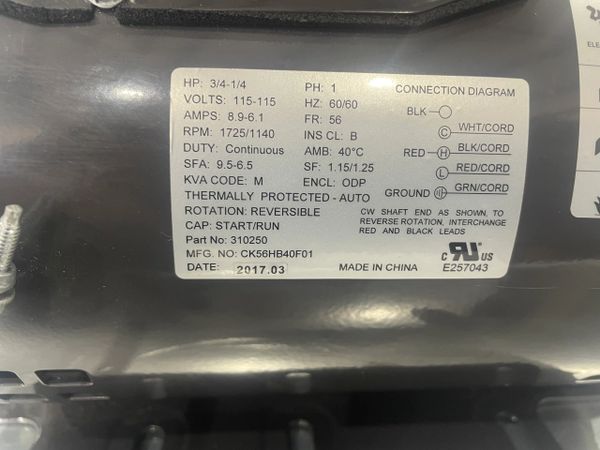 HP: 3/4-1/4 PH: 1 CONNECTION DIAGRAM
VOLTS: 115-115 HZ: 60/60
AMPS: 8.9-6.1 FR: 56
RPM: 1725/1140 INS CL: B
DUTY: Continuous AMB: 40°C
SFA: 9.5-6.5 SF: 1.15/1.25
KVA CODE: M ENCL: ODP
THERMALLY PROTECTED - AUTO
ROTATION: REVERSIBLE
CAP: START/RUN
Part No: 310250
MFG. NO: CK56HB40F01
DATE: 2017.03
MADE IN CHINA
BLK
C WHT/CORD
RED H BLK/CORD
L RED/CORD
GROUND GRN/CORD
CW SHAFT END AS SHOWN, TO
REVERSE ROTATION, INTERCHANGE
RED AND BLACK LEADS
C RU US
E257043
ELE